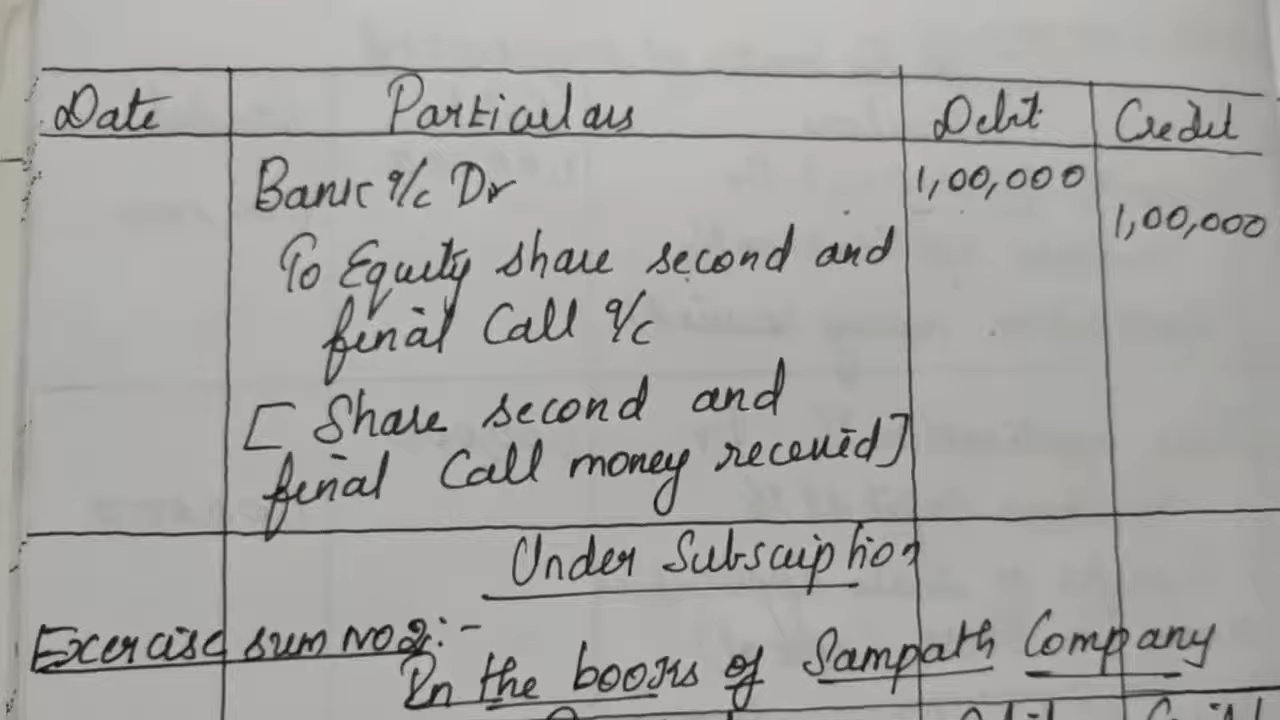 Date Particulars Debit Credit
Bank a/c Dr 1,00,000
1,00,000
To Equity share second and
final Call a/c
[ Share second and
final Call money received]
Under Subscription
Exercise sum No 2:-
In the books of Sampath Company